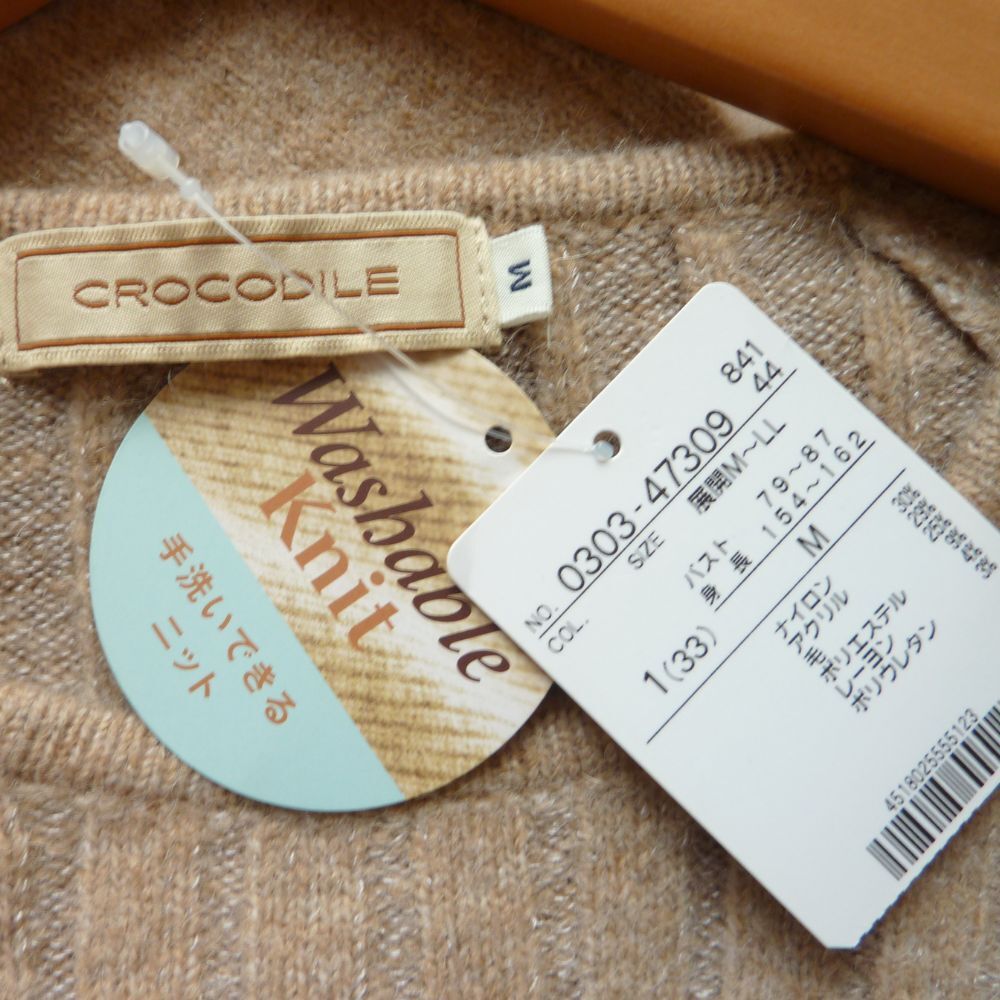 CROCODILE
M
Washable
Knit
手洗いできる
ニット
841
44
NO. 0303-47309
COL. SIZE 展開M～LL
バスト 79～87
身長 154～162
1(33) M
ナイロン 30%
アクリル
毛
ポリエステル
レーヨン
ポリウレタン
4518025555123